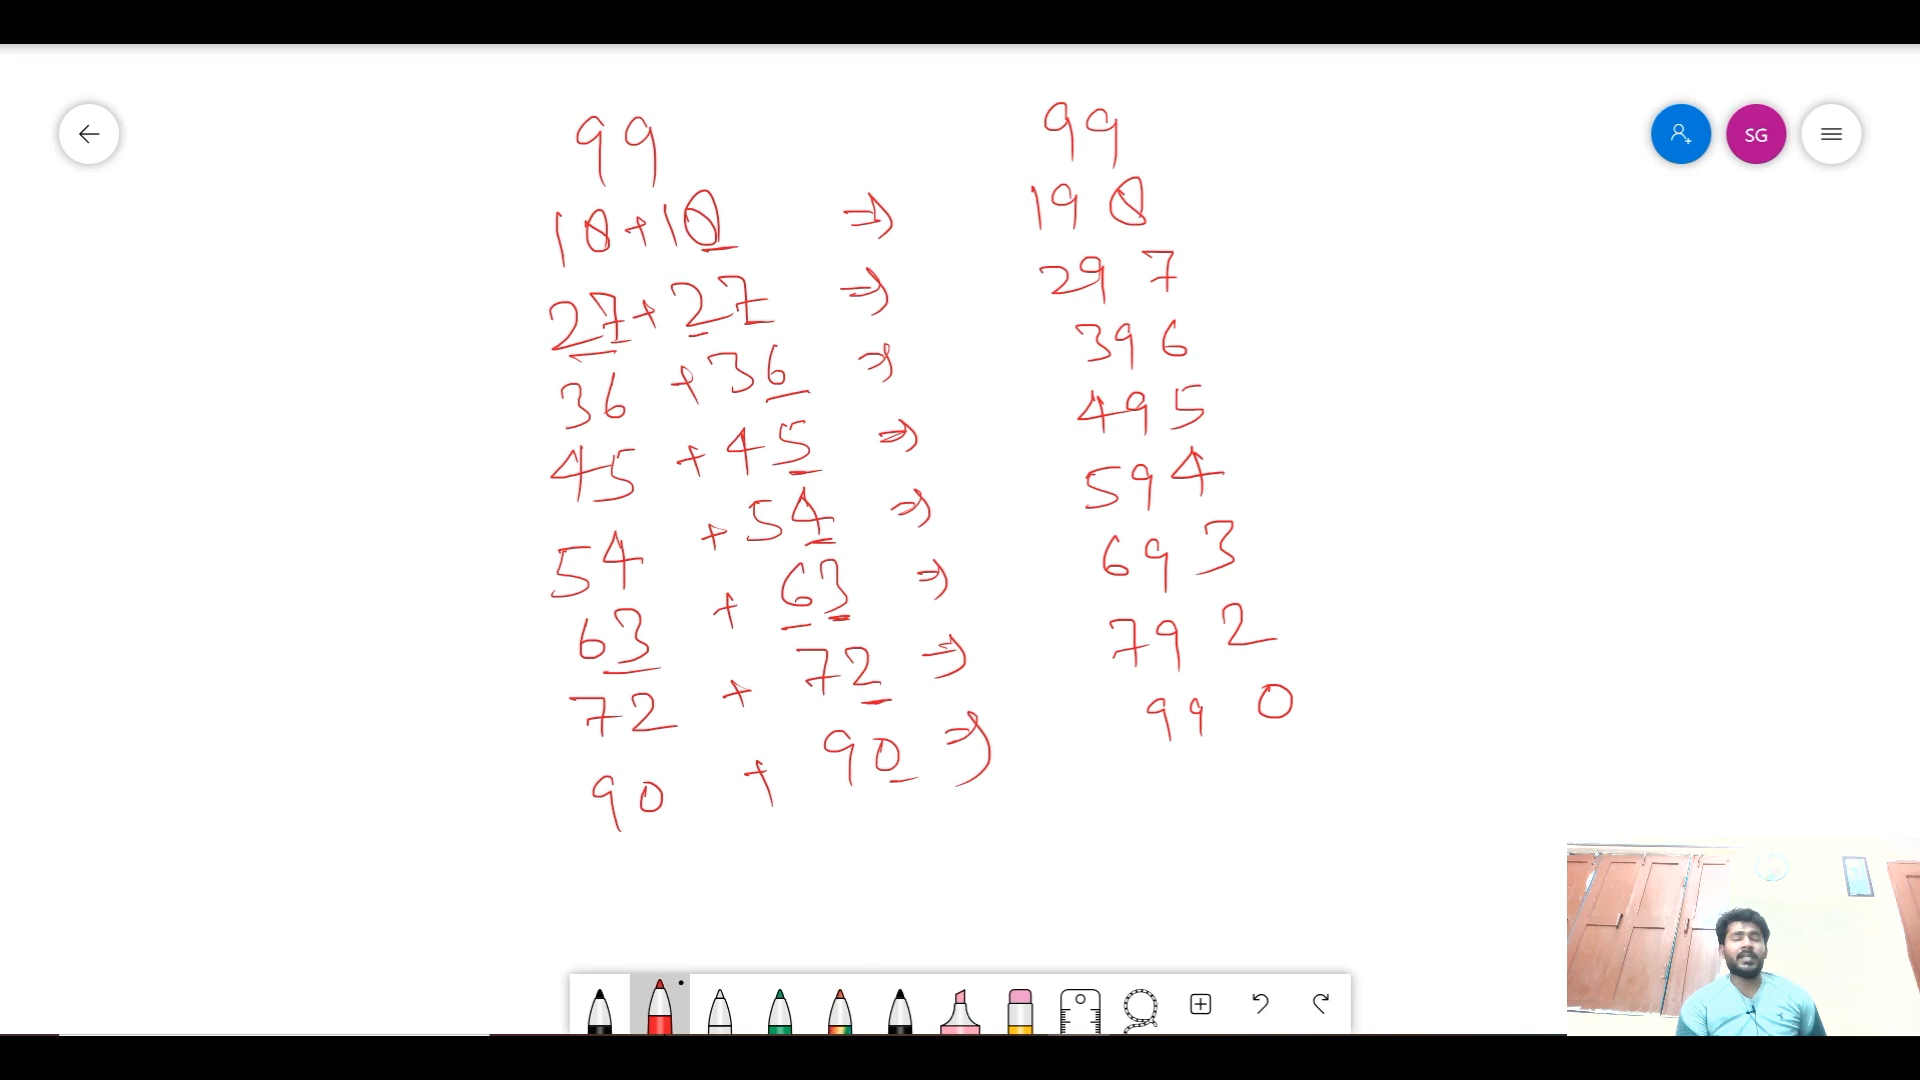 99 99
18+18 ⇒ 198
27+27 ⇒ 297
36 +36 ⇒ 396
45 +45 ⇒ 495
54 +54 ⇒ 594
63 + 63 ⇒ 693
72 + 72 ⇒ 792
90 + 90 ⇒ 990
SG